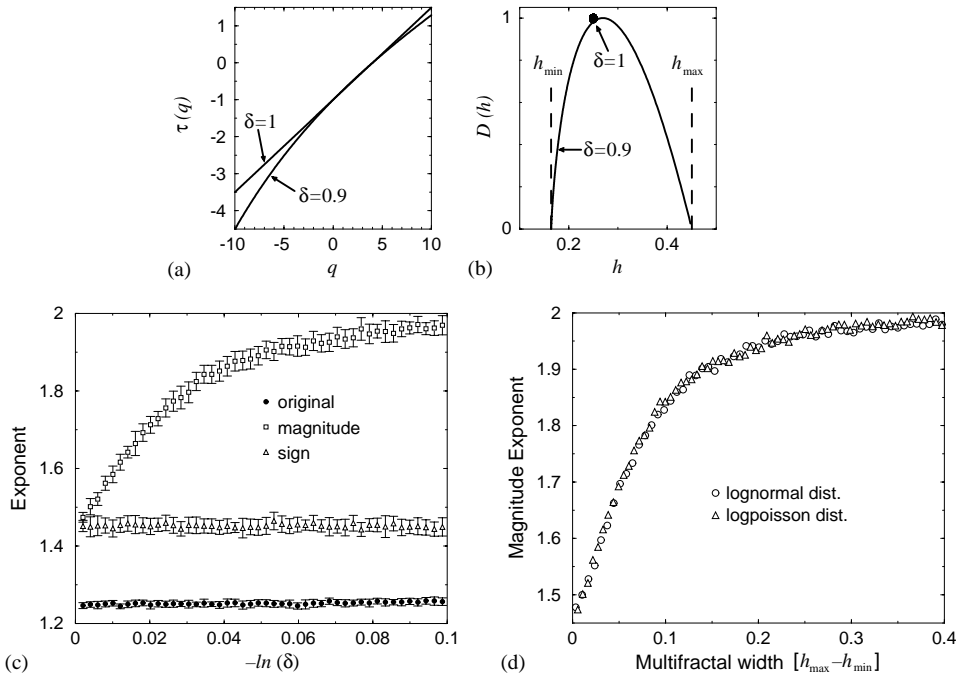 1
0
-1
-2
-3
-4
τ (q)
δ=1
δ=0.9
-10
-5
0
5
10
q
(a)
1
0
D (h)
h_min
h_max
δ=1
δ=0.9
0.2
0.4
h
(b)
2
1.8
1.6
1.4
1.2
Exponent
original
magnitude
sign
0
0.02
0.04
0.06
0.08
0.1
–ln (δ)
(c)
2
1.9
1.8
1.7
1.6
1.5
Magnitude Exponent
lognormal dist.
logpoisson dist.
0
0.1
0.2
0.3
0.4
Multifractal width [h_max–h_min]
(d)